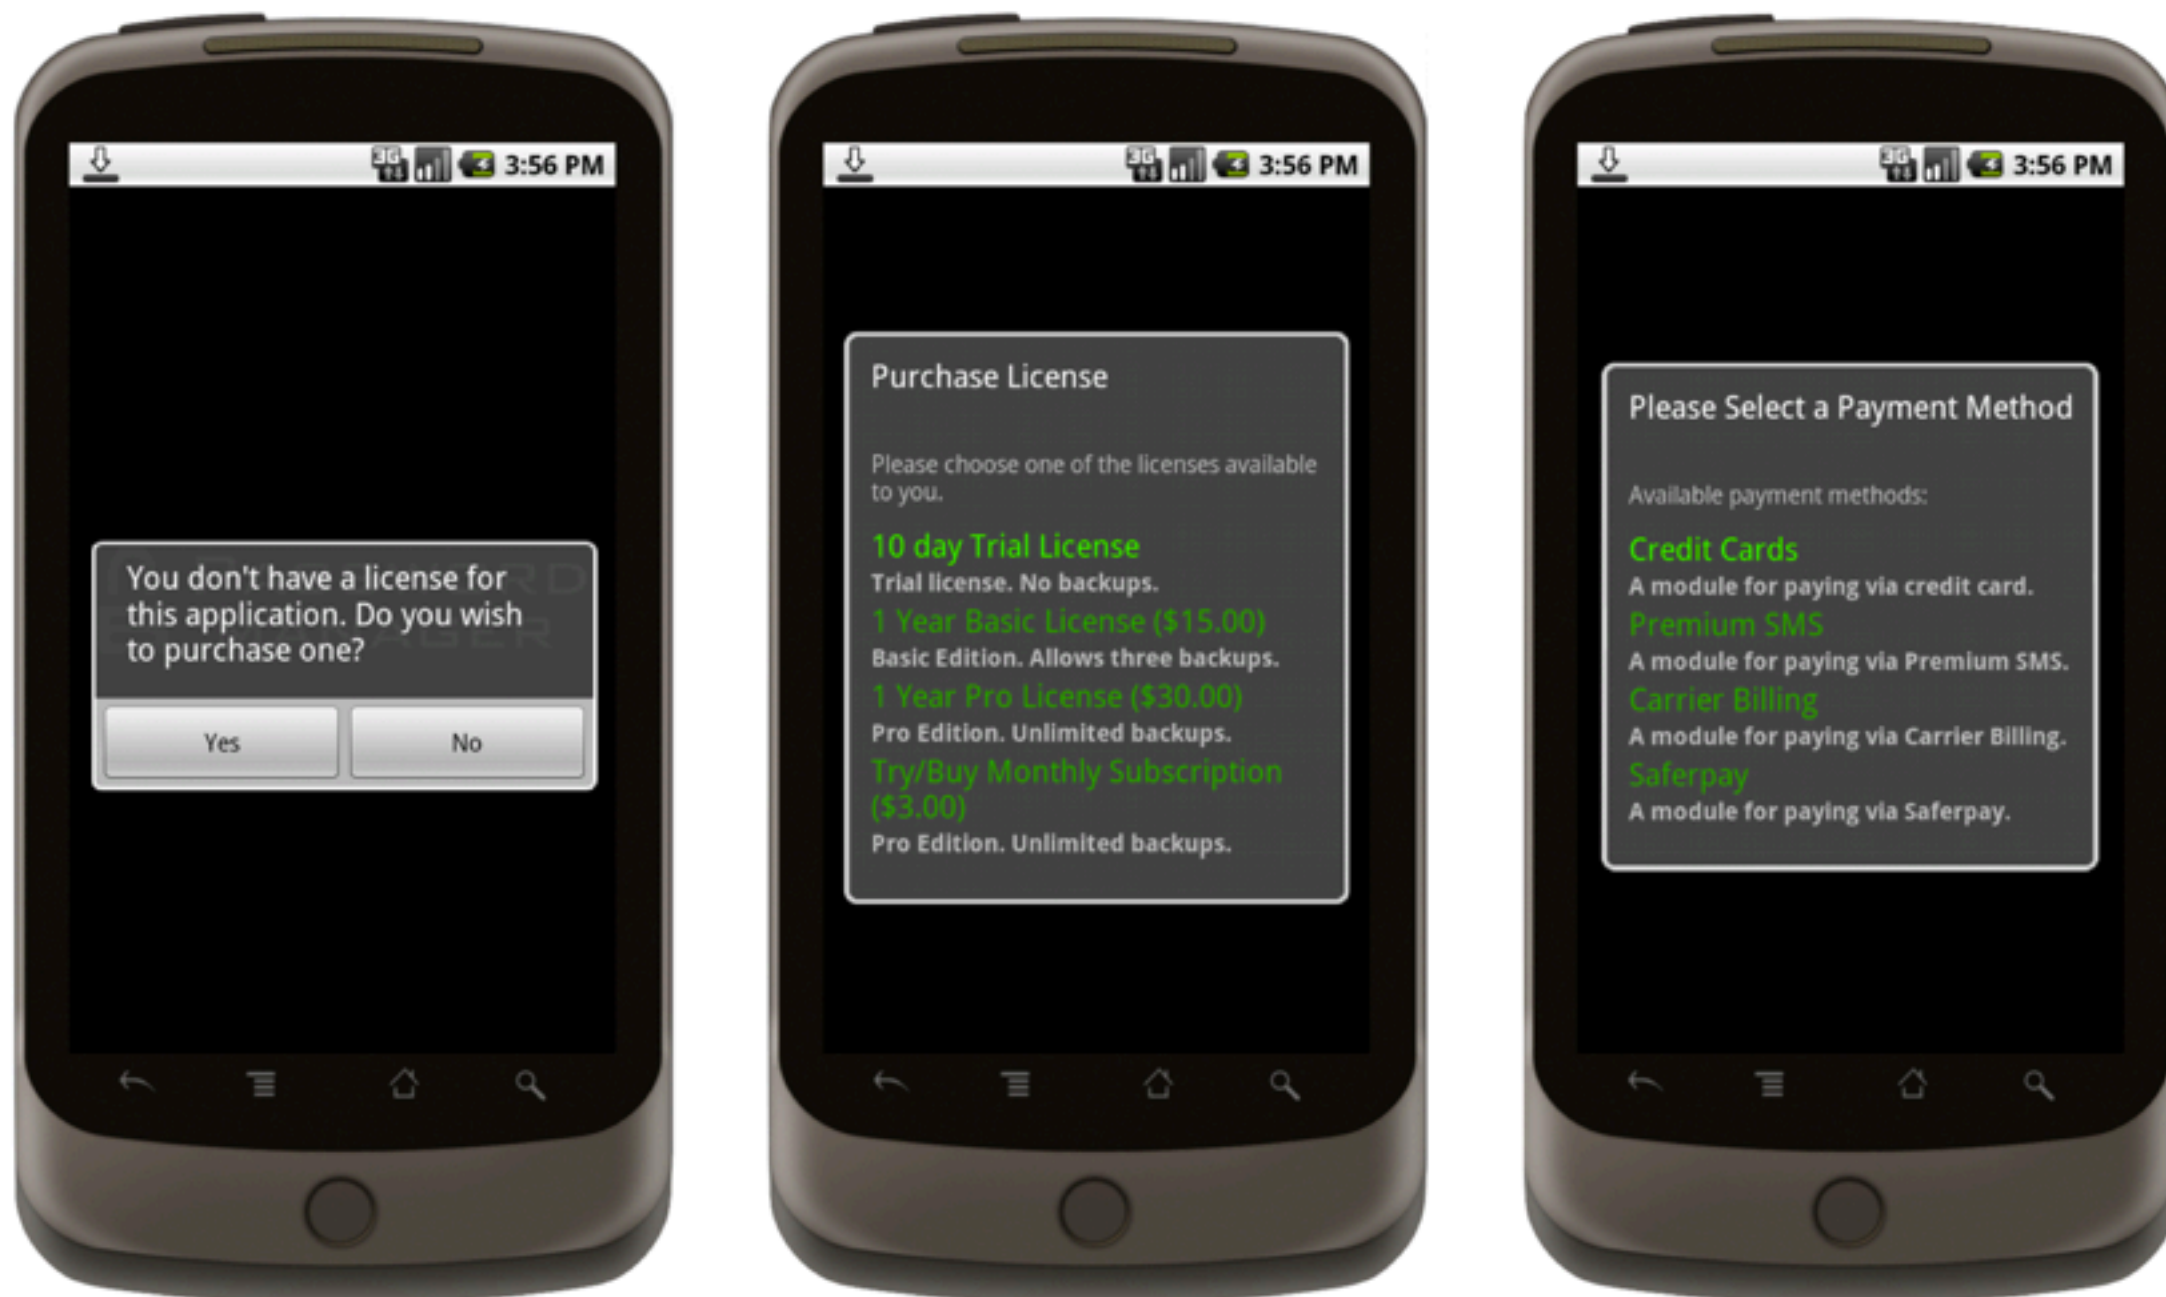 3G 3:56 PM
You don't have a license for
this application. Do you wish
to purchase one?
MANAGER
Yes No
3G 3:56 PM
Purchase License
Please choose one of the licenses available
to you.
10 day Trial License
Trial license. No backups.
1 Year Basic License ($15.00)
Basic Edition. Allows three backups.
1 Year Pro License ($30.00)
Pro Edition. Unlimited backups.
Try/Buy Monthly Subscription
($3.00)
Pro Edition. Unlimited backups.
3G 3:56 PM
Please Select a Payment Method
Available payment methods:
Credit Cards
A module for paying via credit card.
Premium SMS
A module for paying via Premium SMS.
Carrier Billing
A module for paying via Carrier Billing.
Saferpay
A module for paying via Saferpay.